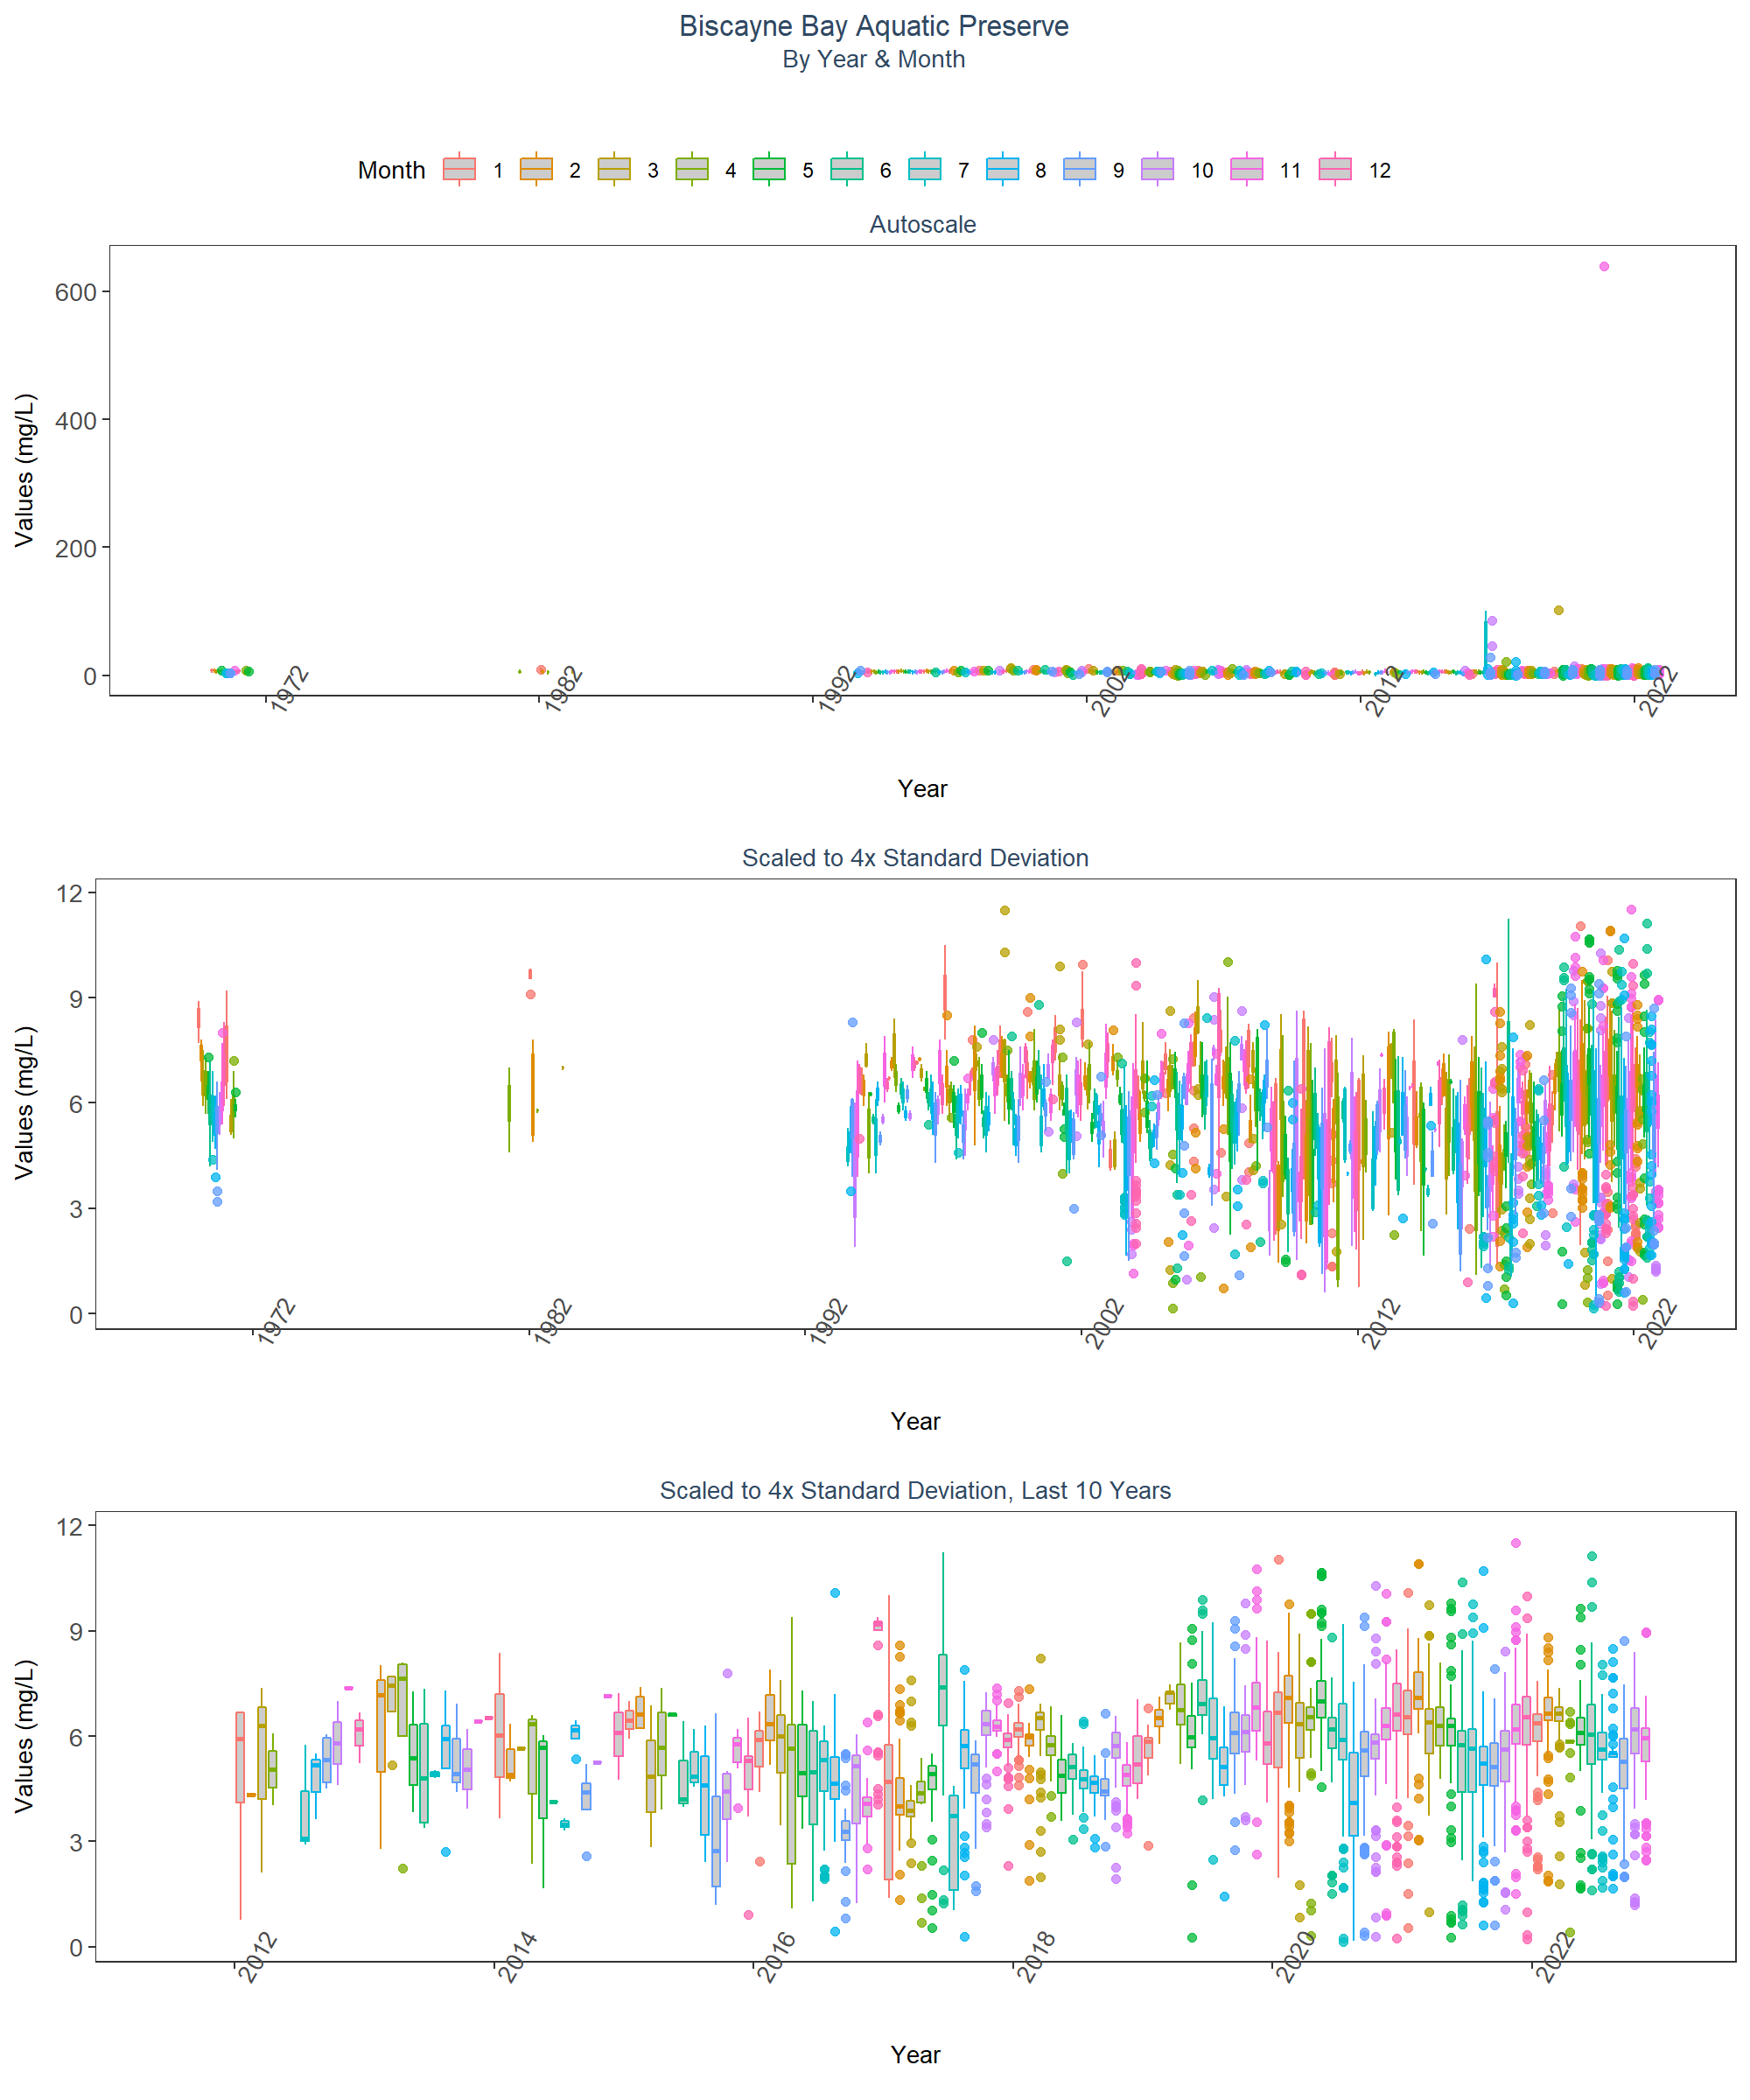 Biscayne Bay Aquatic Preserve
By Year & Month
Month 1 2 3 4 5 6 7 8 9 10 11 12
Autoscale
600
400
200
0
Values (mg/L)
1972 1982 1992 2002 2012 2022
Year
Scaled to 4x Standard Deviation
12
9
6
3
0
Values (mg/L)
1972 1982 1992 2002 2012 2022
Year
Scaled to 4x Standard Deviation, Last 10 Years
12
9
6
3
0
Values (mg/L)
2012 2014 2016 2018 2020 2022
Year